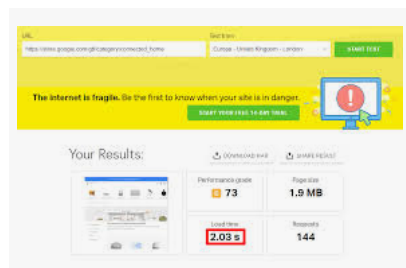 URL
Test from
Europe - United Kingdom - London
START TEST
The internet is fragile. Be the first to know when your site is in danger.
START YOUR FREE 14-DAY TRIAL
Your Results:
DOWNLOAD HAR
SHARE RESULT
Performance grade
Page size
C 73
1.9 MB
Load time
Requests
2.03 s
144